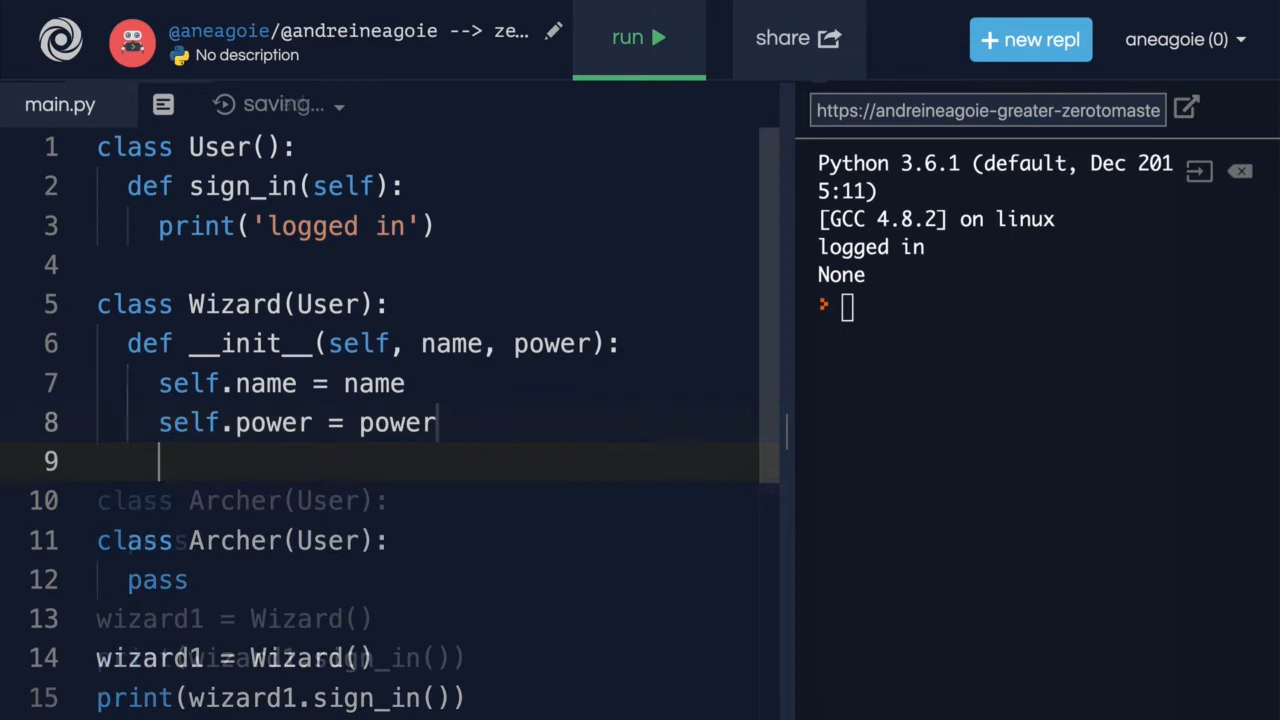 @aneagoie/@andreineagoie --> ze...
No description
run
share
+ new repl
aneagoie (0)
main.py
saving...
https://andreineagoie-greater-zerotomaste
1 class User():
2 def sign_in(self):
3 print('logged in')
4
5 class Wizard(User):
6 def __init__(self, name, power):
7 self.name = name
8 self.power = power
9
10 class Archer(User):
11 class Archer(User):
12 pass
13 wizard1 = Wizard()
14 wizard1 = Wizard()
15 print(wizard1.sign_in())
Python 3.6.1 (default, Dec 201
5:11)
[GCC 4.8.2] on linux
logged in
None